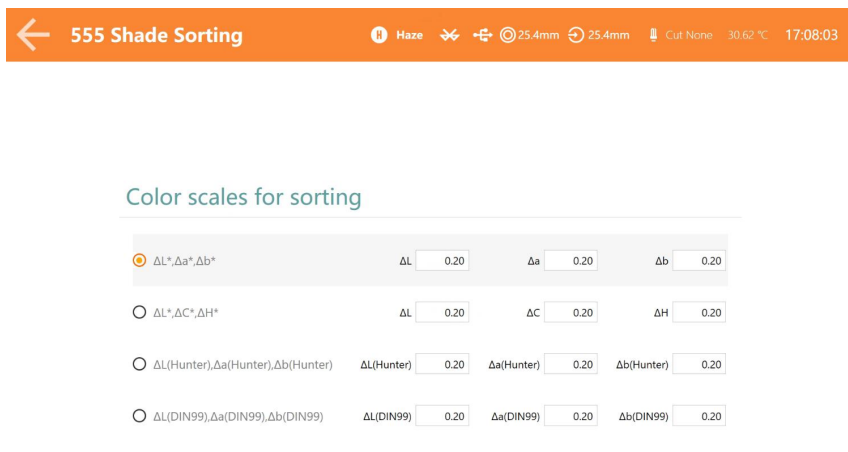 555 Shade Sorting H Haze 25.4mm 25.4mm Cut None 30.62 ℃ 17:08:03
Color scales for sorting
ΔL*,Δa*,Δb* ΔL 0.20 Δa 0.20 Δb 0.20
ΔL*,ΔC*,ΔH* ΔL 0.20 ΔC 0.20 ΔH 0.20
ΔL(Hunter),Δa(Hunter),Δb(Hunter) ΔL(Hunter) 0.20 Δa(Hunter) 0.20 Δb(Hunter) 0.20
ΔL(DIN99),Δa(DIN99),Δb(DIN99) ΔL(DIN99) 0.20 Δa(DIN99) 0.20 Δb(DIN99) 0.20